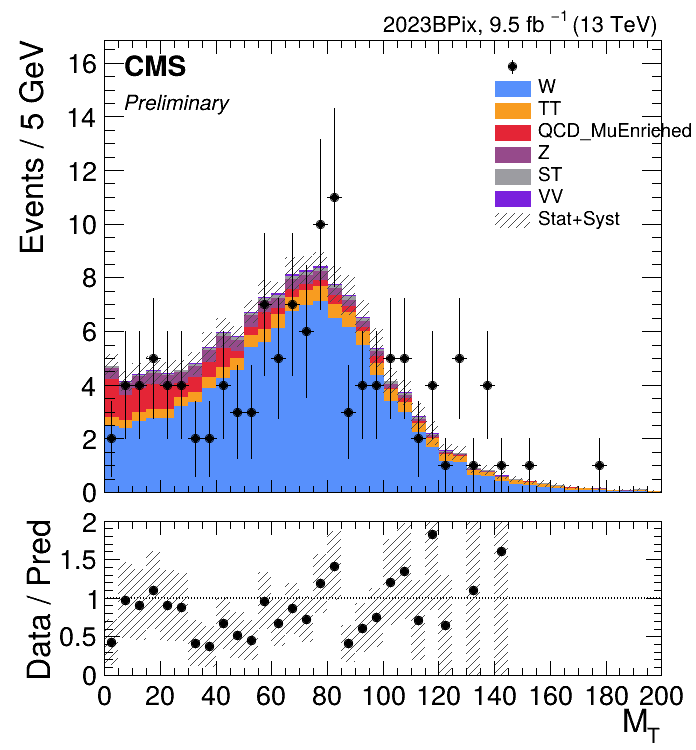 2023BPix, 9.5 fb⁻¹ (13 TeV)
Events / 5 GeV
CMS
Preliminary
W
TT
QCD_MuEnriched
Z
ST
VV
Stat+Syst
16
14
12
10
8
6
4
2
0
Data / Pred
2
1.5
1
0.5
0
0 20 40 60 80 100 120 140 160 180 200
M_T